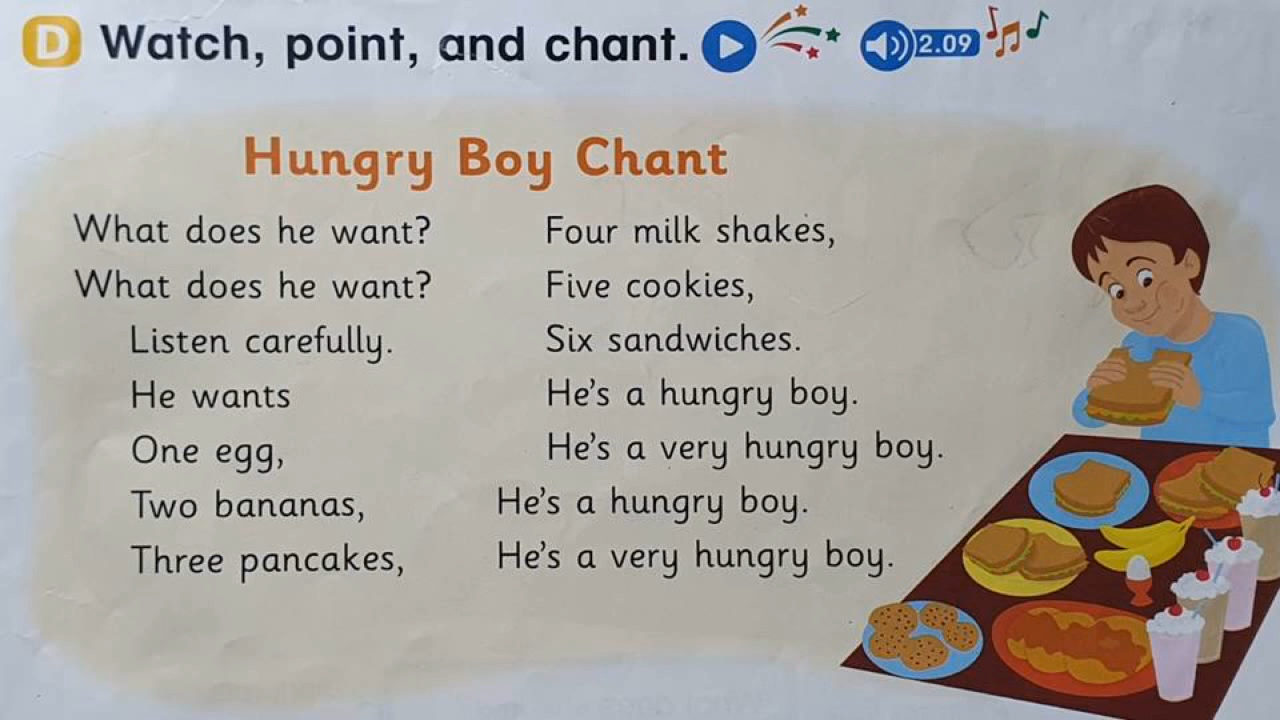 D Watch, point, and chant. 2.09
Hungry Boy Chant
What does he want?
What does he want?
Listen carefully.
He wants
One egg,
Two bananas,
Three pancakes,
Four milk shakes,
Five cookies,
Six sandwiches.
He's a hungry boy.
He's a very hungry boy.
He's a hungry boy.
He's a very hungry boy.